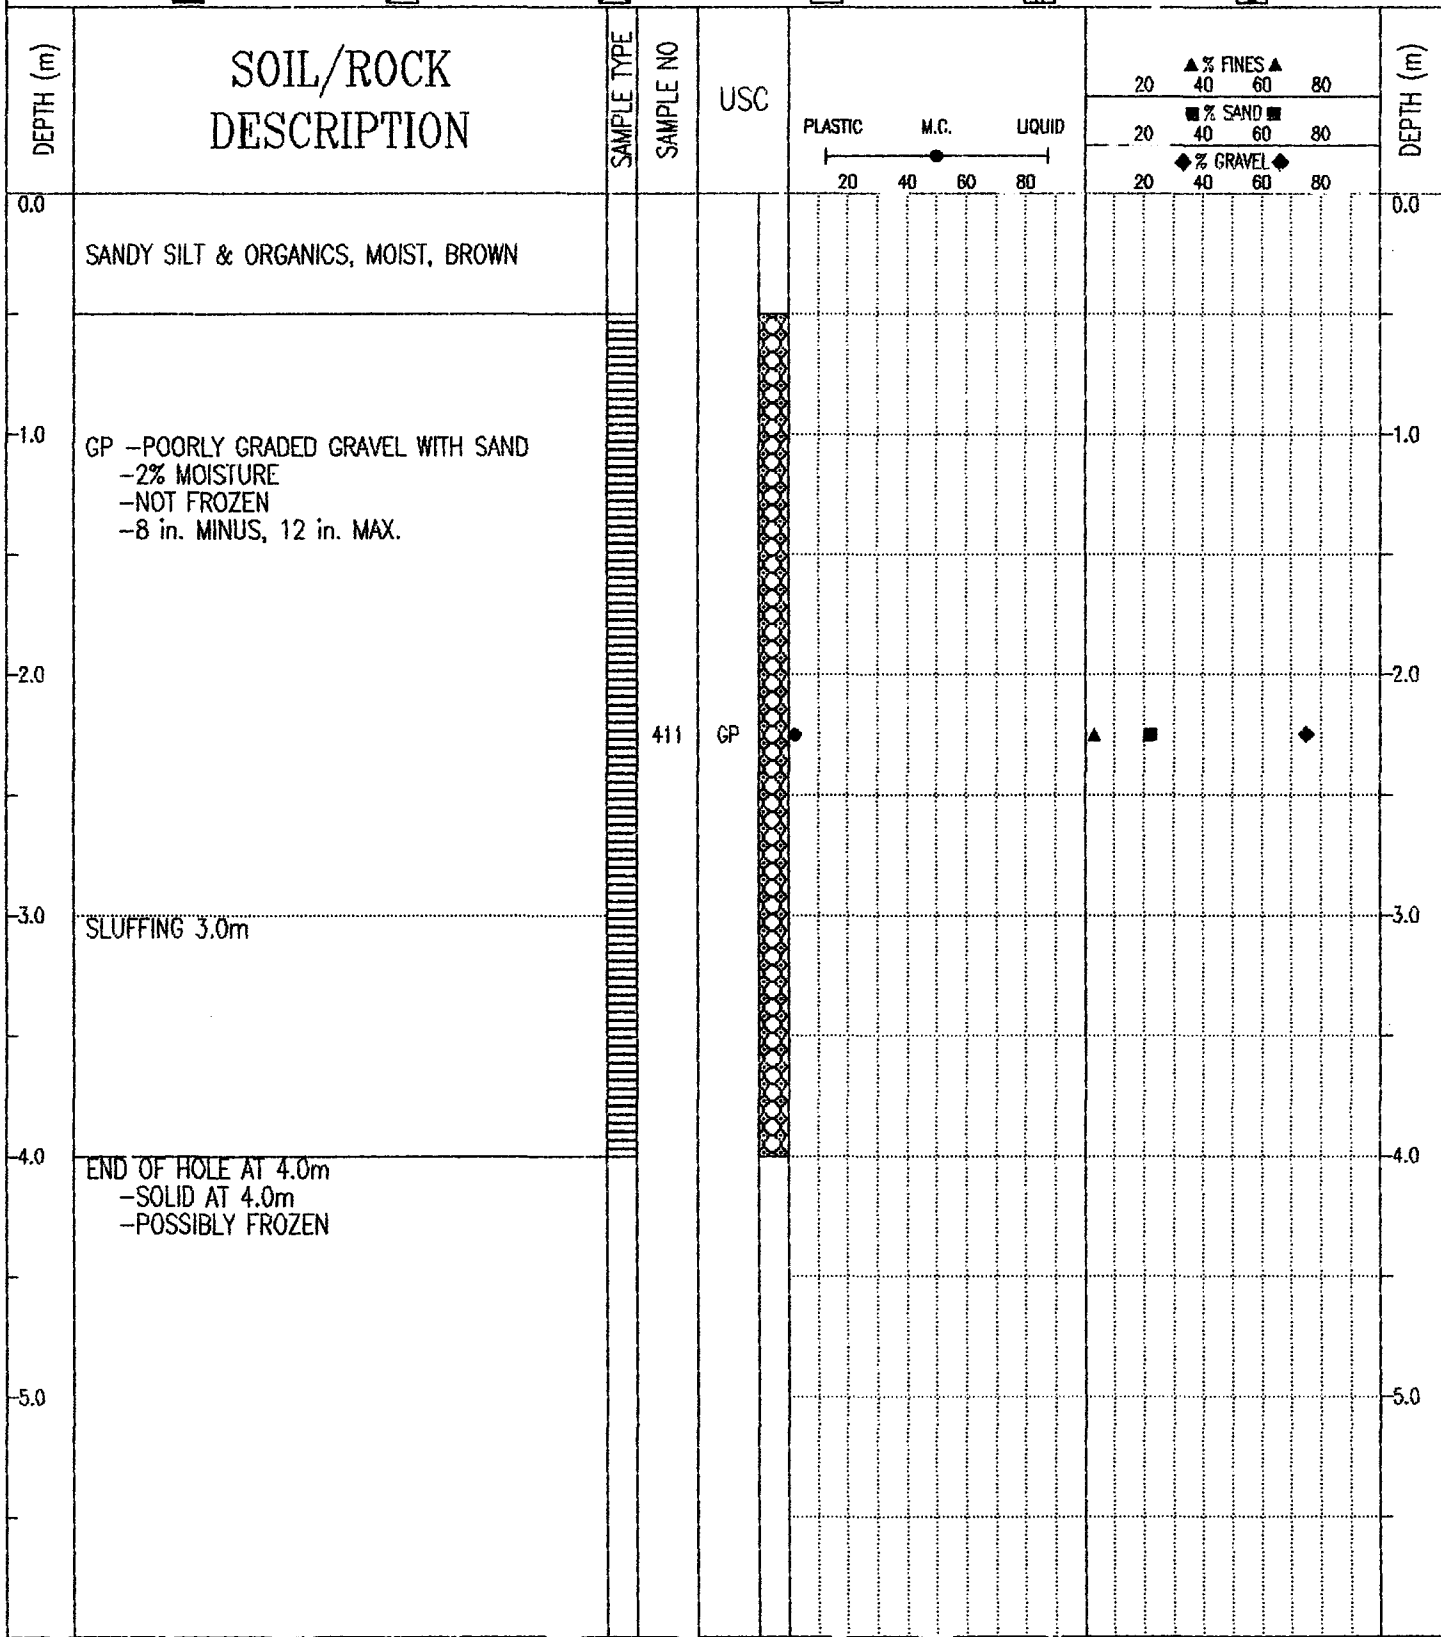 DEPTH (m)
SOIL/ROCK
DESCRIPTION
SAMPLE TYPE
SAMPLE NO
USC
PLASTIC M.C. LIQUID
20 40 60 80
▲ % FINES ▲
20 40 60 80
■ % SAND ■
20 40 60 80
◆ % GRAVEL ◆
20 40 60 80
DEPTH (m)
0.0 0.0
SANDY SILT & ORGANICS, MOIST, BROWN
-1.0 -1.0
GP -POORLY GRADED GRAVEL WITH SAND
-2% MOISTURE
-NOT FROZEN
-8 in. MINUS, 12 in. MAX.
-2.0 -2.0
411 GP
-3.0 -3.0
SLUFFING 3.0m
-4.0 -4.0
END OF HOLE AT 4.0m
-SOLID AT 4.0m
-POSSIBLY FROZEN
-5.0 -5.0